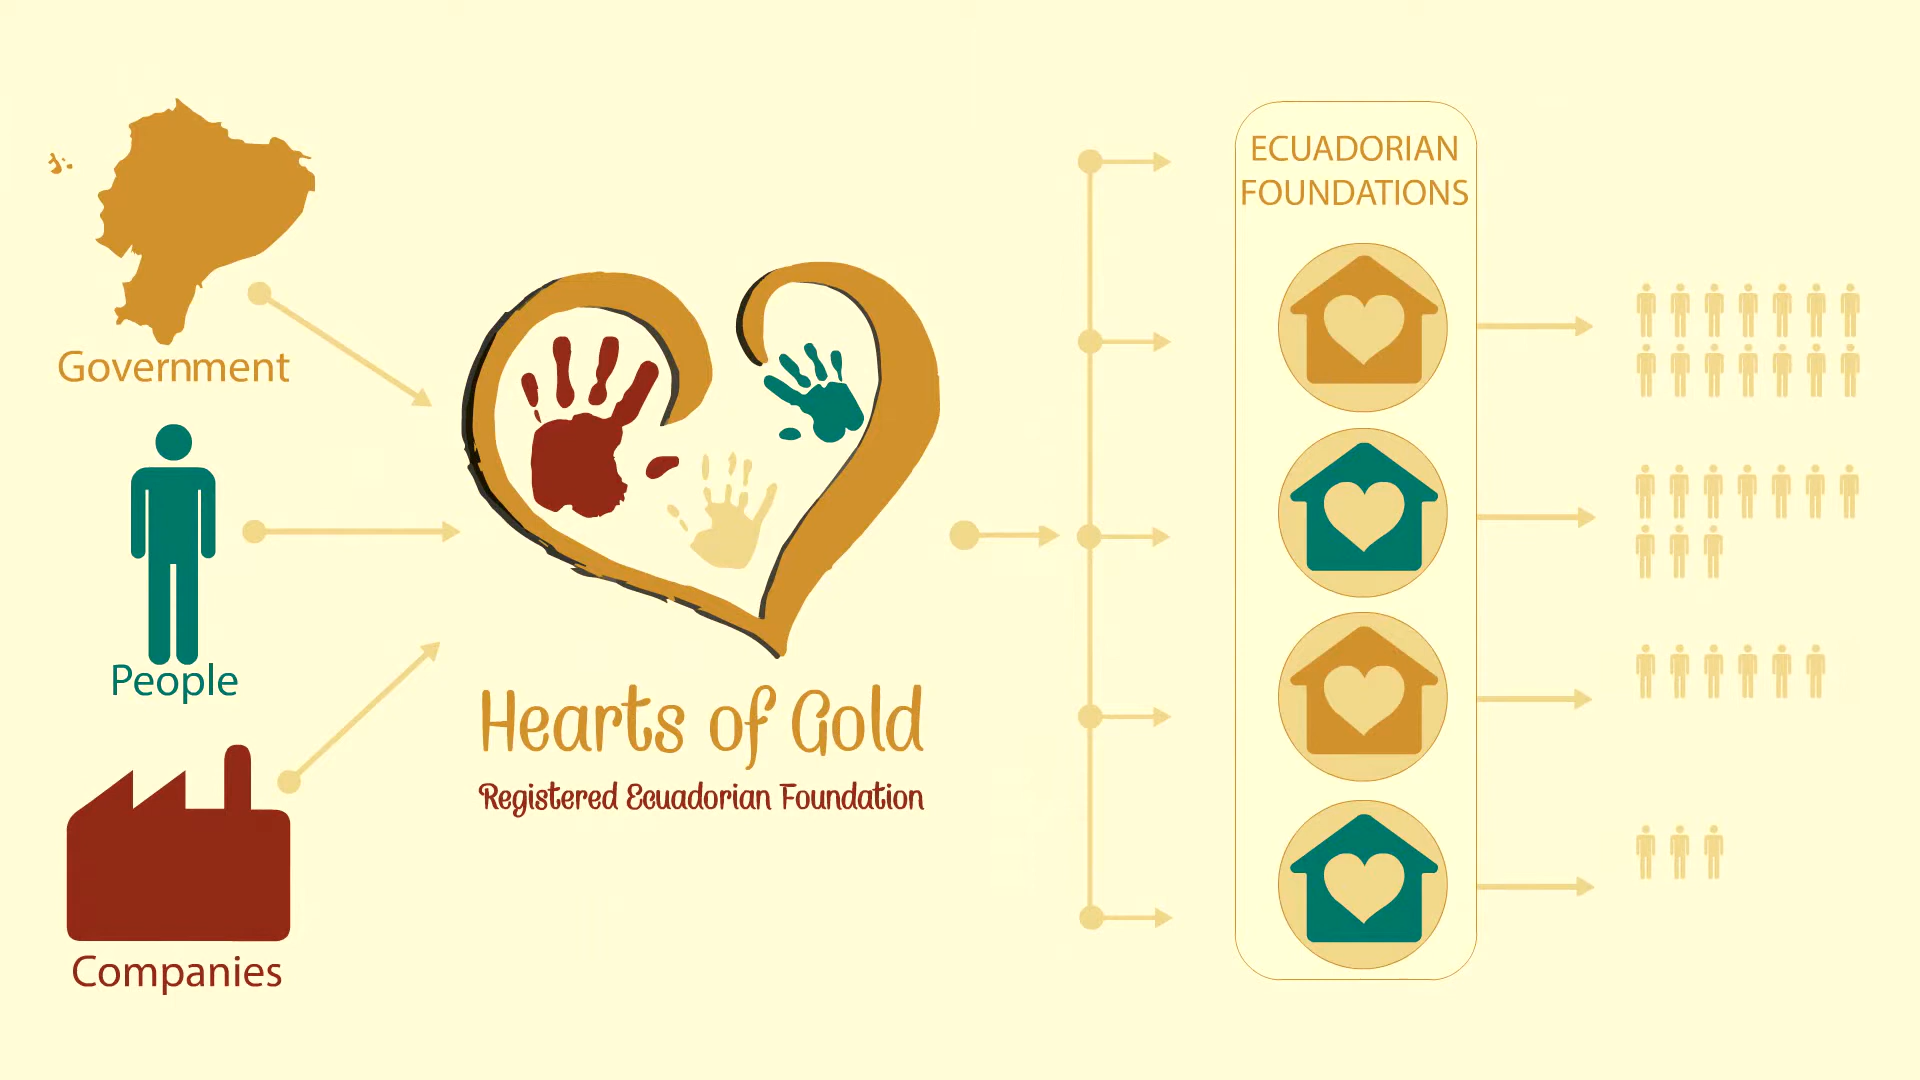 Government
People
Companies
Hearts of Gold
Registered Ecuadorian Foundation
ECUADORIAN
FOUNDATIONS